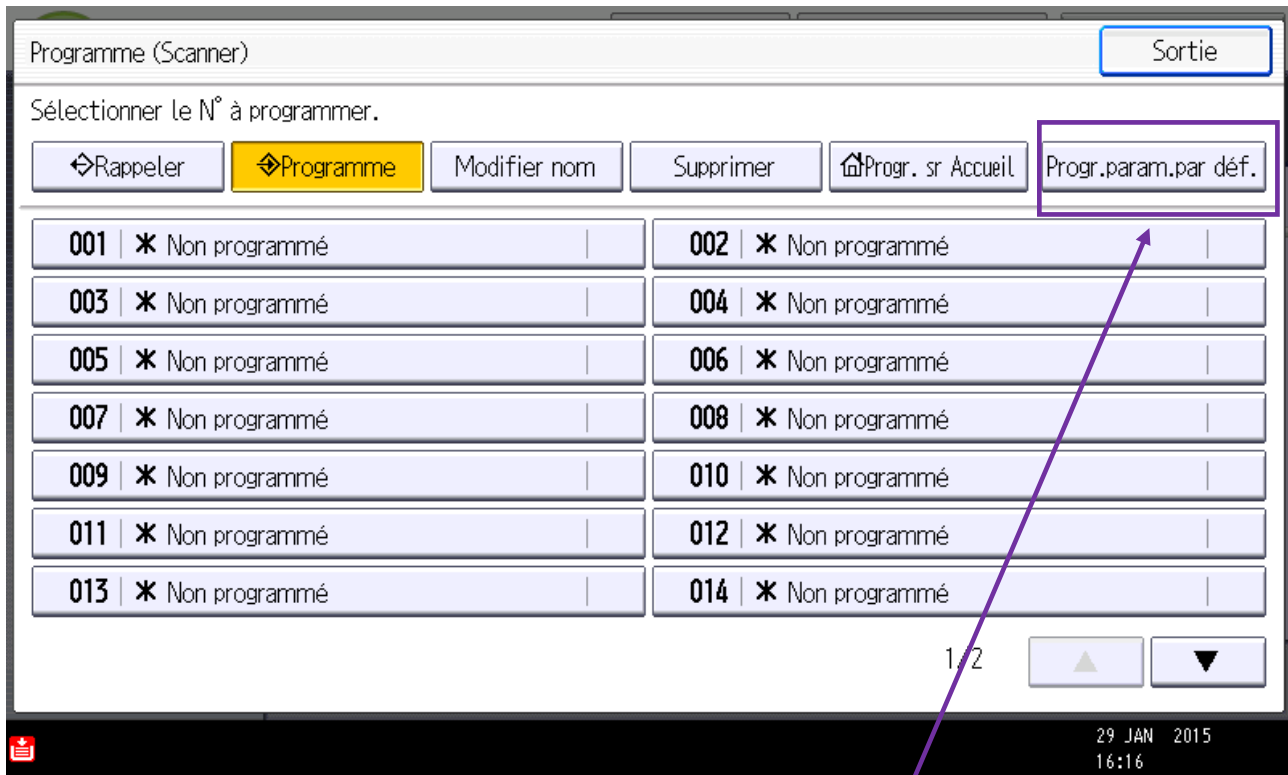 Programme (Scanner) Sortie
Sélectionner le N° à programmer.
Rappeler Programme Modifier nom Supprimer Progr. sr Accueil Progr.param.par déf.
001 * Non programmé 002 * Non programmé
003 * Non programmé 004 * Non programmé
005 * Non programmé 006 * Non programmé
007 * Non programmé 008 * Non programmé
009 * Non programmé 010 * Non programmé
011 * Non programmé 012 * Non programmé
013 * Non programmé 014 * Non programmé
1/2 ▲ ▼
29 JAN 2015
16:16